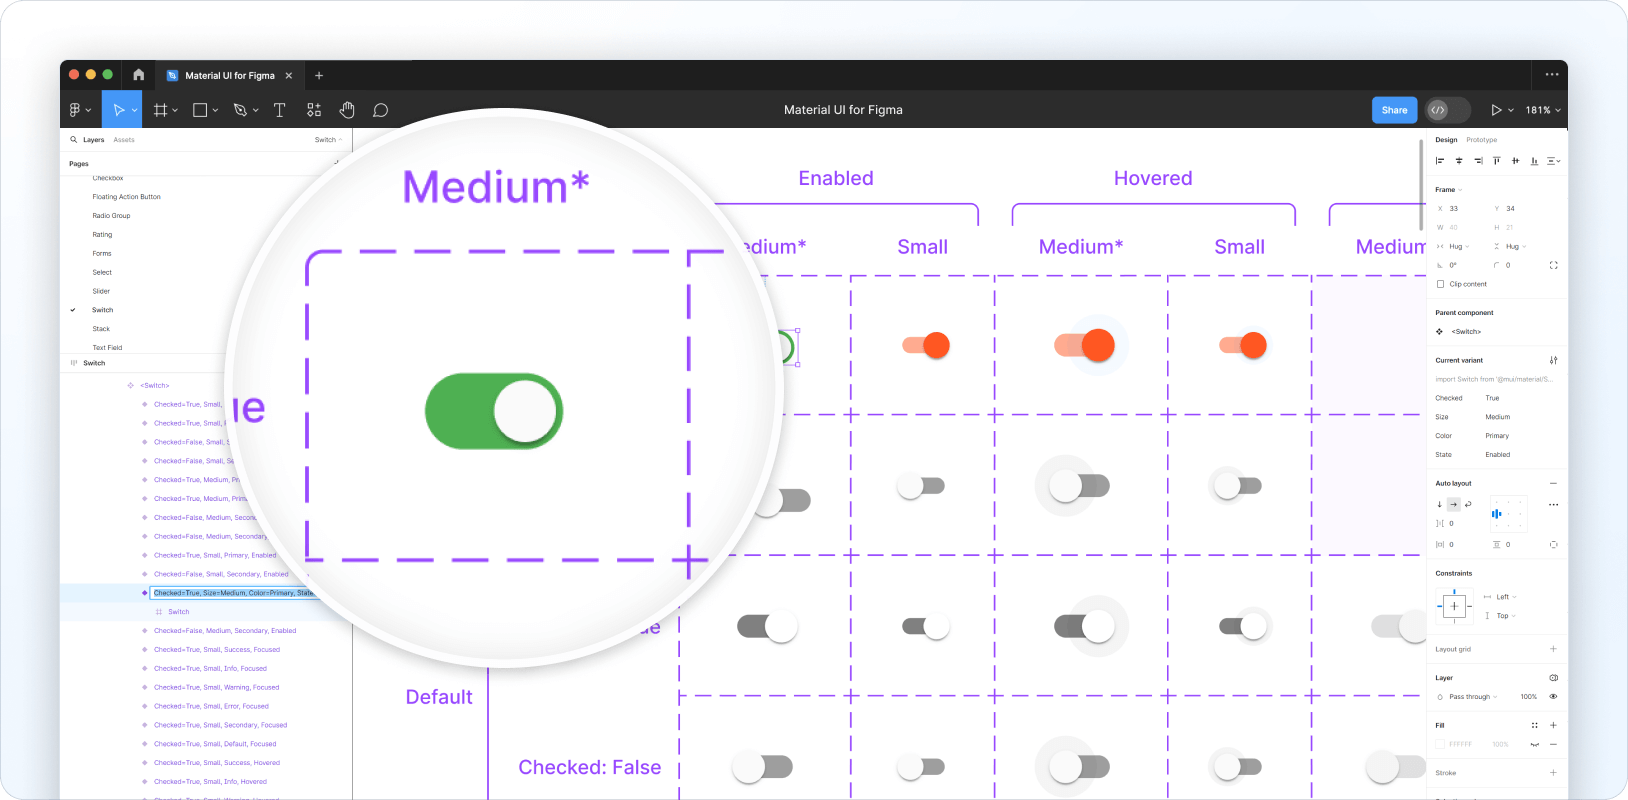 Material UI for Figma
Material UI for Figma
Share
181%
Layers
Assets
Switch
Pages
Checkbox
Floating Action Button
Radio Group
Rating
Forms
Select
Slider
Switch
Stack
Text Field
Switch
<Switch>
Checked=True, Small,
Checked=True, Small,
Checked=False, Small, S
Checked=False, Small, Se
Checked=True, Medium, Pr
Checked=True, Medium, Prima
Checked=False, Medium, Second
Checked=False, Medium, Secondary
Checked=True, Small, Primary, Enabled
Checked=False, Small, Secondary, Enabled
Checked=True, Size=Medium, Color=Primary, State
Switch
Checked=False, Medium, Secondary, Enabled
Checked=True, Small, Success, Focused
Checked=True, Small, Info, Focused
Checked=True, Small, Warning, Focused
Checked=True, Small, Error, Focused
Checked=True, Small, Secondary, Focused
Checked=True, Small, Default, Focused
Checked=True, Small, Success, Hovered
Checked=True, Small, Info, Hovered
Medium*
ue
Enabled
Hovered
edium*
Small
Medium*
Small
Medium
ue
Default
Checked: False
Design
Prototype
Frame
X 33
Y 34
W 40
H 21
Hug
Hug
0°
0
Clip content
Parent component
<Switch>
Current variant
import Switch from '@mui/material/S...
Checked True
Size Medium
Color Primary
State Enabled
Auto layout
0
0
0
Constraints
Left
Top
Layout grid
Layer
Pass through
100%
Fill
FFFFFF
100%
Stroke